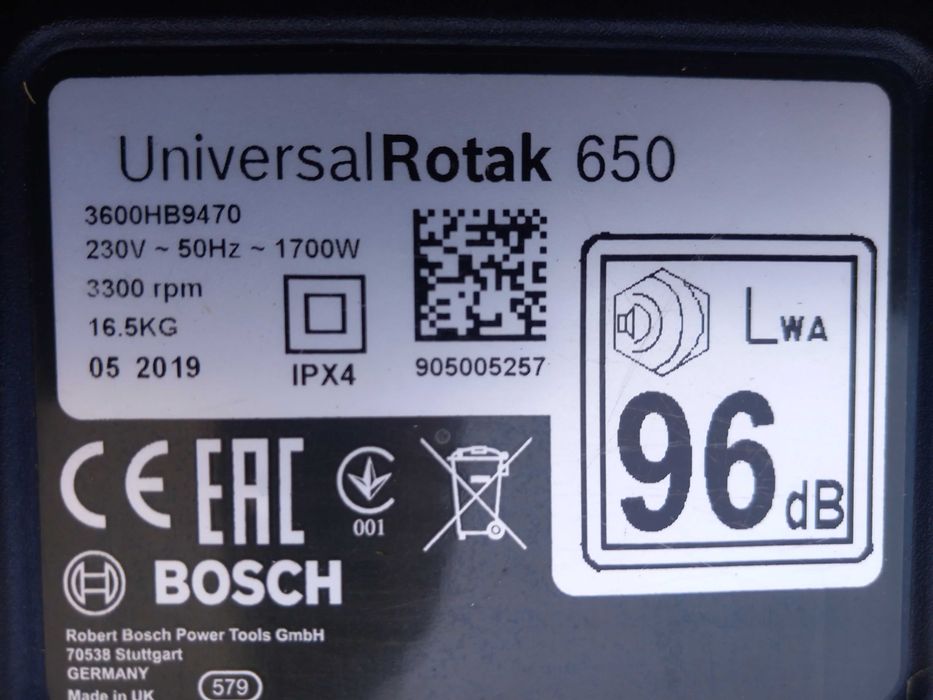 UniversalRotak 650
3600HB9470
230V ~ 50Hz ~ 1700W
3300 rpm
16.5KG
05 2019
IPX4
905005257
LWA
96
dB
CE EAC
001
BOSCH
Robert Bosch Power Tools GmbH
70538 Stuttgart
GERMANY
Made in UK
579